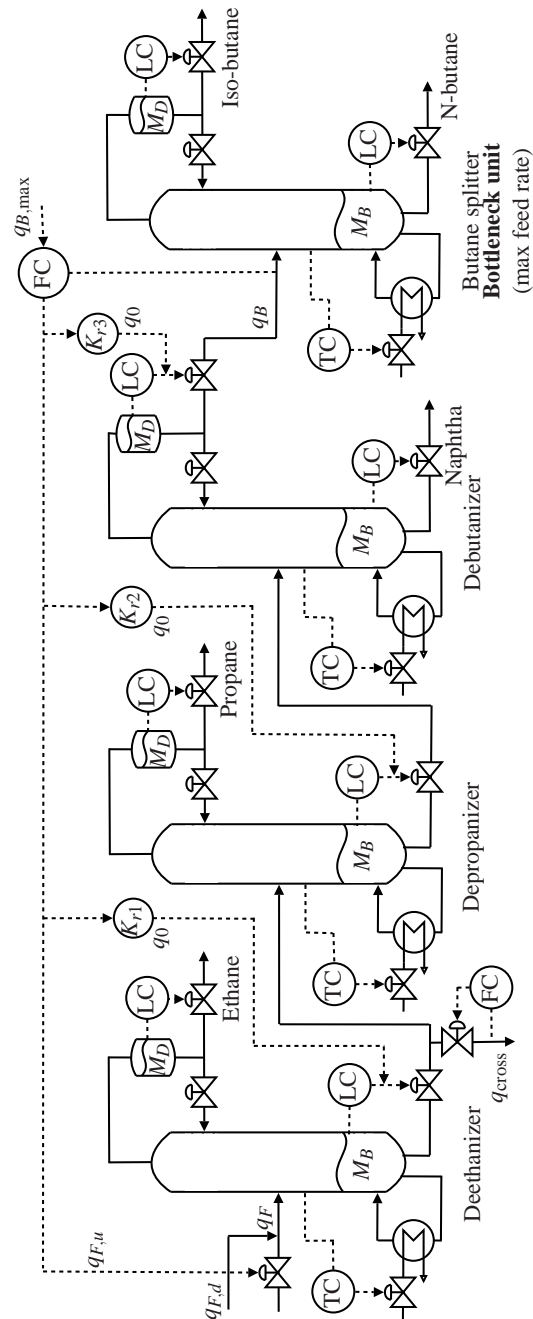 q_{B,max}
FC
q_{F,u}
K_{r1}
q_0
K_{r2}
q_0
K_{r3}
q_0
LC
LC
LC
LC
M_D
M_D
M_D
M_D
Ethane
Propane
Iso-butane
q_{F,d}
q_F
q_B
TC
TC
TC
TC
LC
LC
LC
LC
M_B
M_B
M_B
M_B
FC
q_{cross}
Naphtha
N-butane
Deethanizer
Depropanizer
Debutanizer
Butane splitter
Bottleneck unit
(max feed rate)